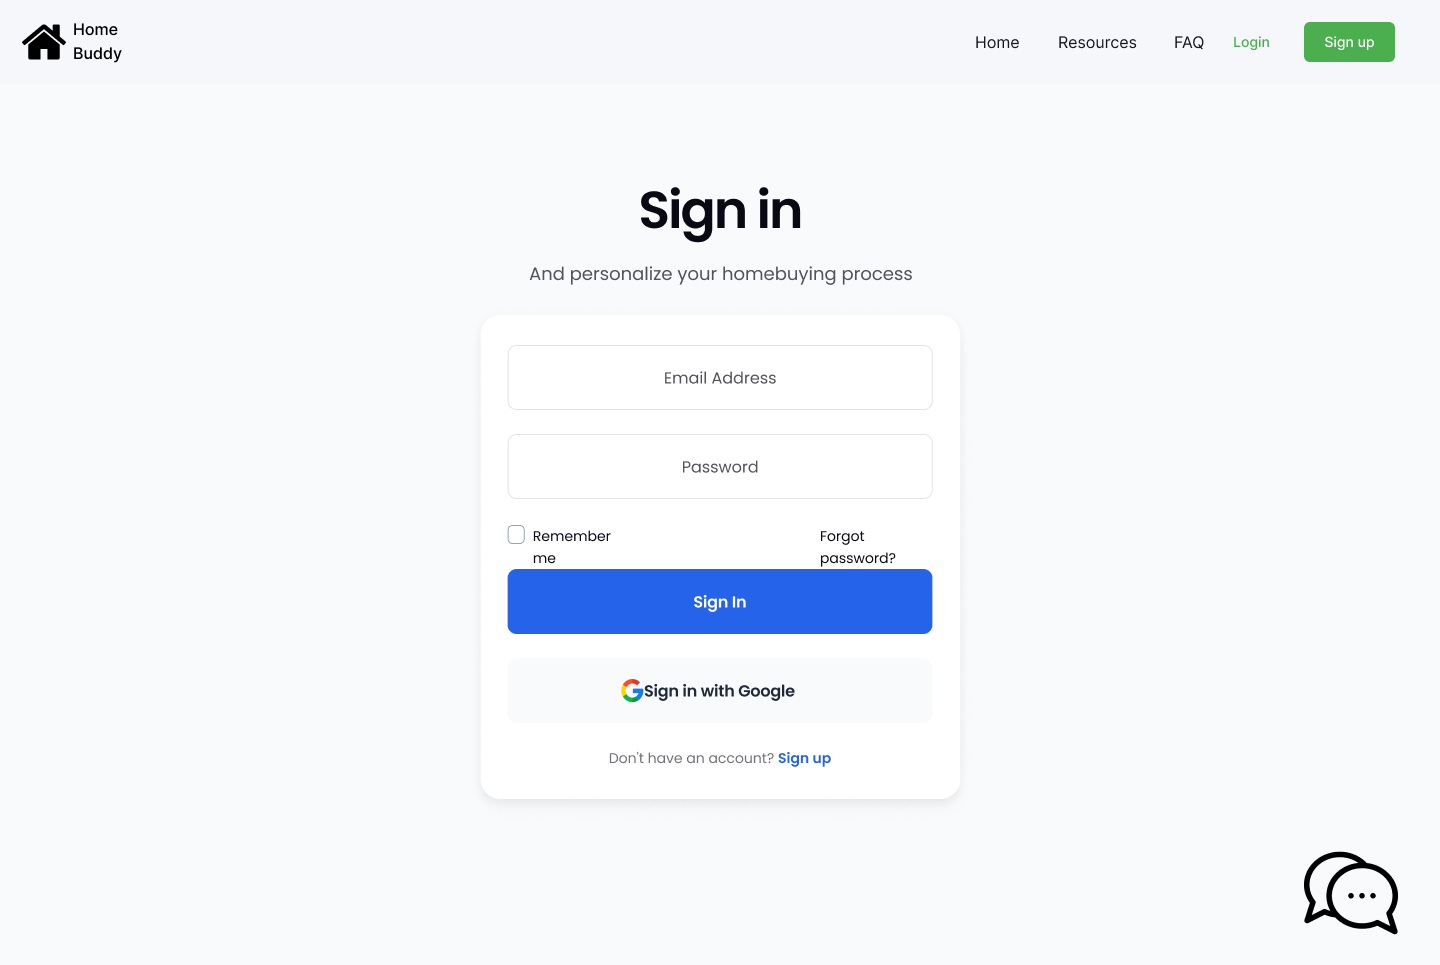 Home
Buddy
Home Resources FAQ Login Sign up
Sign in
And personalize your homebuying process
Email Address
Password
Remember
me
Forgot
password?
Sign In
Sign in with Google
Don't have an account? Sign up